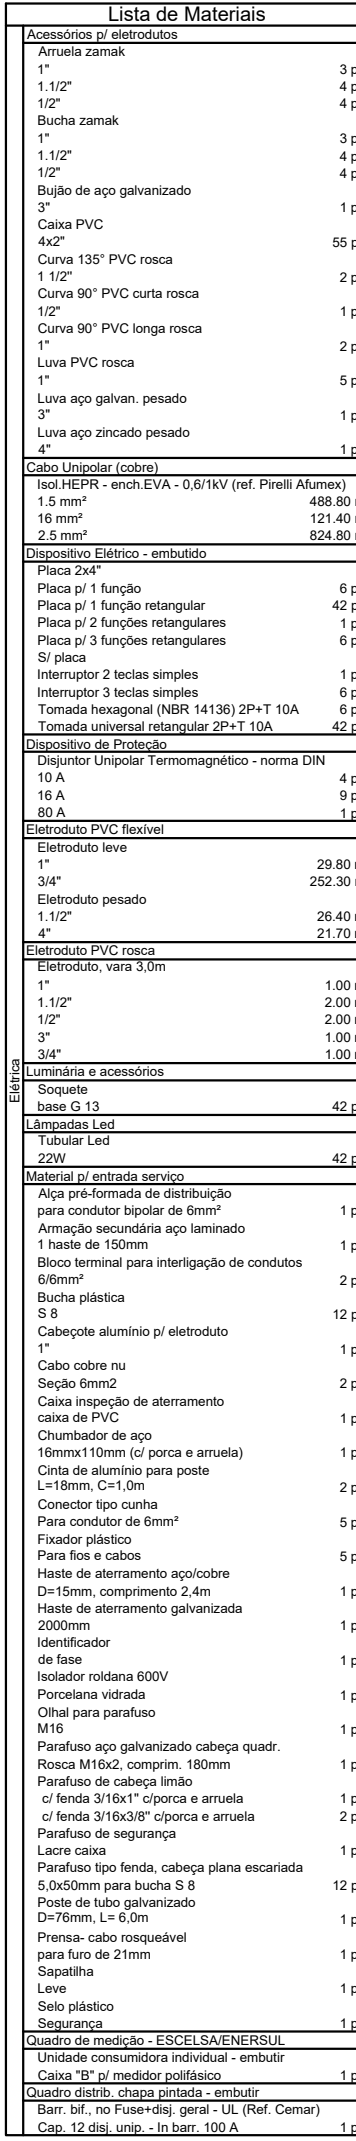 Lista de Materiais
Acessórios p/ eletrodutos
Arruela zamak
1" 3 p
1.1/2" 4 p
1/2" 4 p
Bucha zamak
1" 3 p
1.1/2" 4 p
1/2" 4 p
Bujão de aço galvanizado
3" 1 p
Caixa PVC
4x2" 55 p
Curva 135° PVC rosca
1 1/2" 2 p
Curva 90° PVC curta rosca
1/2" 1 p
Curva 90° PVC longa rosca
1" 2 p
Luva PVC rosca
1" 5 p
Luva aço galvan. pesado
3" 1 p
Luva aço zincado pesado
4" 1 p
Cabo Unipolar (cobre)
Isol.HEPR - ench.EVA - 0,6/1kV (ref. Pirelli Afumex)
1.5 mm² 488.80
16 mm² 121.40
2.5 mm² 824.80
Dispositivo Elétrico - embutido
Placa 2x4"
Placa p/ 1 função 6 p
Placa p/ 1 função retangular 42 p
Placa p/ 2 funções retangulares 1 p
Placa p/ 3 funções retangulares 6 p
S/ placa
Interruptor 2 teclas simples 1 p
Interruptor 3 teclas simples 6 p
Tomada hexagonal (NBR 14136) 2P+T 10A 6 p
Tomada universal retangular 2P+T 10A 42 p
Dispositivo de Proteção
Disjuntor Unipolar Termomagnético - norma DIN
10 A 4 p
16 A 9 p
80 A 1 p
Eletroduto PVC flexível
Eletroduto leve
1" 29.80
3/4" 252.30
Eletroduto pesado
1.1/2" 26.40
4" 21.70
Eletroduto PVC rosca
Eletroduto, vara 3,0m
1" 1.00
1.1/2" 2.00
1/2" 2.00
3" 1.00
3/4" 1.00
Elétrica
Luminária e acessórios
Soquete
base G 13 42 p
Lâmpadas Led
Tubular Led
22W 42 p
Material p/ entrada serviço
Alça pré-formada de distribuição
para condutor bipolar de 6mm² 1 p
Armação secundária aço laminado
1 haste de 150mm 1 p
Bloco terminal para interligação de condutos
6/6mm² 2 p
Bucha plástica
S 8 12 p
Cabeçote alumínio p/ eletroduto
1" 1 p
Cabo cobre nu
Seção 6mm2 2 p
Caixa inspeção de aterramento
caixa de PVC 1 p
Chumbador de aço
16mmx110mm (c/ porca e arruela) 1 p
Cinta de alumínio para poste
L=18mm, C=1,0m 2 p
Conector tipo cunha
Para condutor de 6mm² 5 p
Fixador plástico
Para fios e cabos 5 p
Haste de aterramento aço/cobre
D=15mm, comprimento 2,4m 1 p
Haste de aterramento galvanizada
2000mm 1 p
Identificador
de fase 1 p
Isolador roldana 600V
Porcelana vidrada 1 p
Olhal para parafuso
M16 1 p
Parafuso aço galvanizado cabeça quadr.
Rosca M16x2, comprim. 180mm 1 p
Parafuso de cabeça limão
c/ fenda 3/16x1" c/porca e arruela 1 p
c/ fenda 3/16x3/8" c/porca e arruela 2 p
Parafuso de segurança
Lacre caixa 1 p
Parafuso tipo fenda, cabeça plana escariada
5,0x50mm para bucha S 8 12 p
Poste de tubo galvanizado
D=76mm, L= 6,0m 1 p
Prensa- cabo rosqueável
para furo de 21mm 1 p
Sapatilha
Leve 1 p
Selo plástico
Segurança 1 p
Quadro de medição - ESCELSA/ENERSUL
Unidade consumidora individual - embutir
Caixa "B" p/ medidor polifásico 1 p
Quadro distrib. chapa pintada - embutir
Barr. bif., no Fuse+disj. geral - UL (Ref. Cemar)
Cap. 12 disj. unip. - In barr. 100 A 1 p